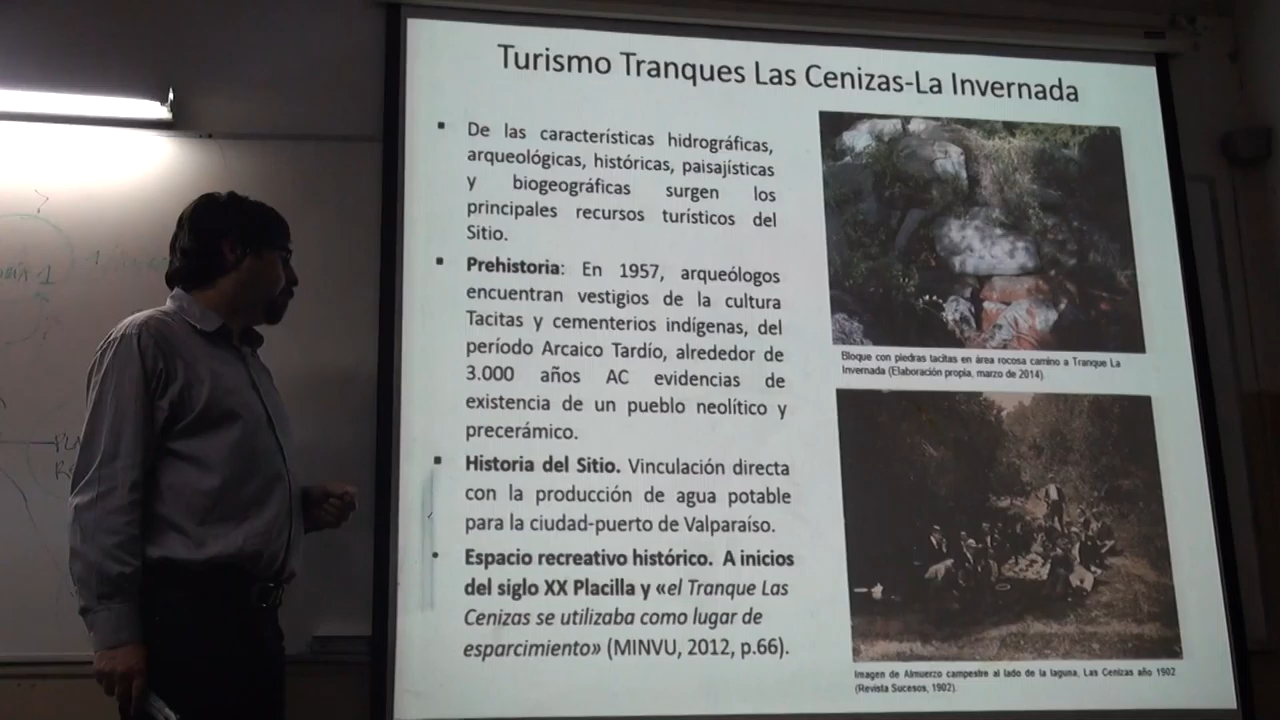 Turismo Tranques Las Cenizas-La Invernada
▪ De las características hidrográficas,
arqueológicas, históricas, paisajísticas
y biogeográficas surgen los
principales recursos turísticos del
Sitio.
▪ Prehistoria: En 1957, arqueólogos
encuentran vestigios de la cultura
Tacitas y cementerios indígenas, del
período Arcaico Tardío, alrededor de
3.000 años AC evidencias de
existencia de un pueblo neolítico y
precerámico.
▪ Historia del Sitio. Vinculación directa
con la producción de agua potable
para la ciudad-puerto de Valparaíso.
• Espacio recreativo histórico. A inicios
del siglo XX Placilla y «el Tranque Las
Cenizas se utilizaba como lugar de
esparcimiento» (MINVU, 2012, p.66).
Bloque con piedras tacitas en área rocosa camino a Tranque La
Invernada (Elaboración propia, marzo de 2014).
Imagen de Almuerzo campestre al lado de la laguna, Las Cenizas año 1902
(Revista Sucesos, 1902).